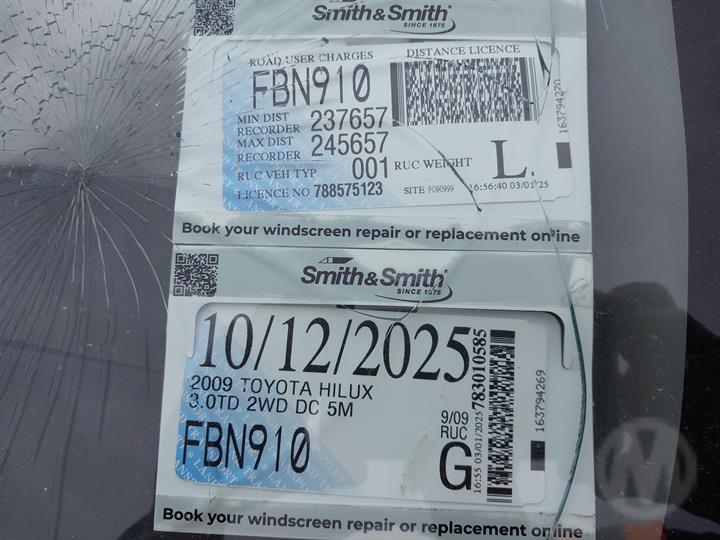 Smith&Smith
SINCE 1875
ROAD USER CHARGES DISTANCE LICENCE
FBN910
MIN DIST RECORDER 237657
MAX DIST RECORDER 245657
RUC VEH TYP 001 RUC WEIGHT L.
LICENCE NO 788575123 SITE PO90999 16:56:40 03/01/25
163794270
Book your windscreen repair or replacement online
Smith&Smith
SINCE 1875
10/12/2025
2009 TOYOTA HILUX
3.0TD 2WD DC 5M
FBN910
9/09
RUC
G
16:55 03/01/2025 783010585
163794269
Book your windscreen repair or replacement online
M